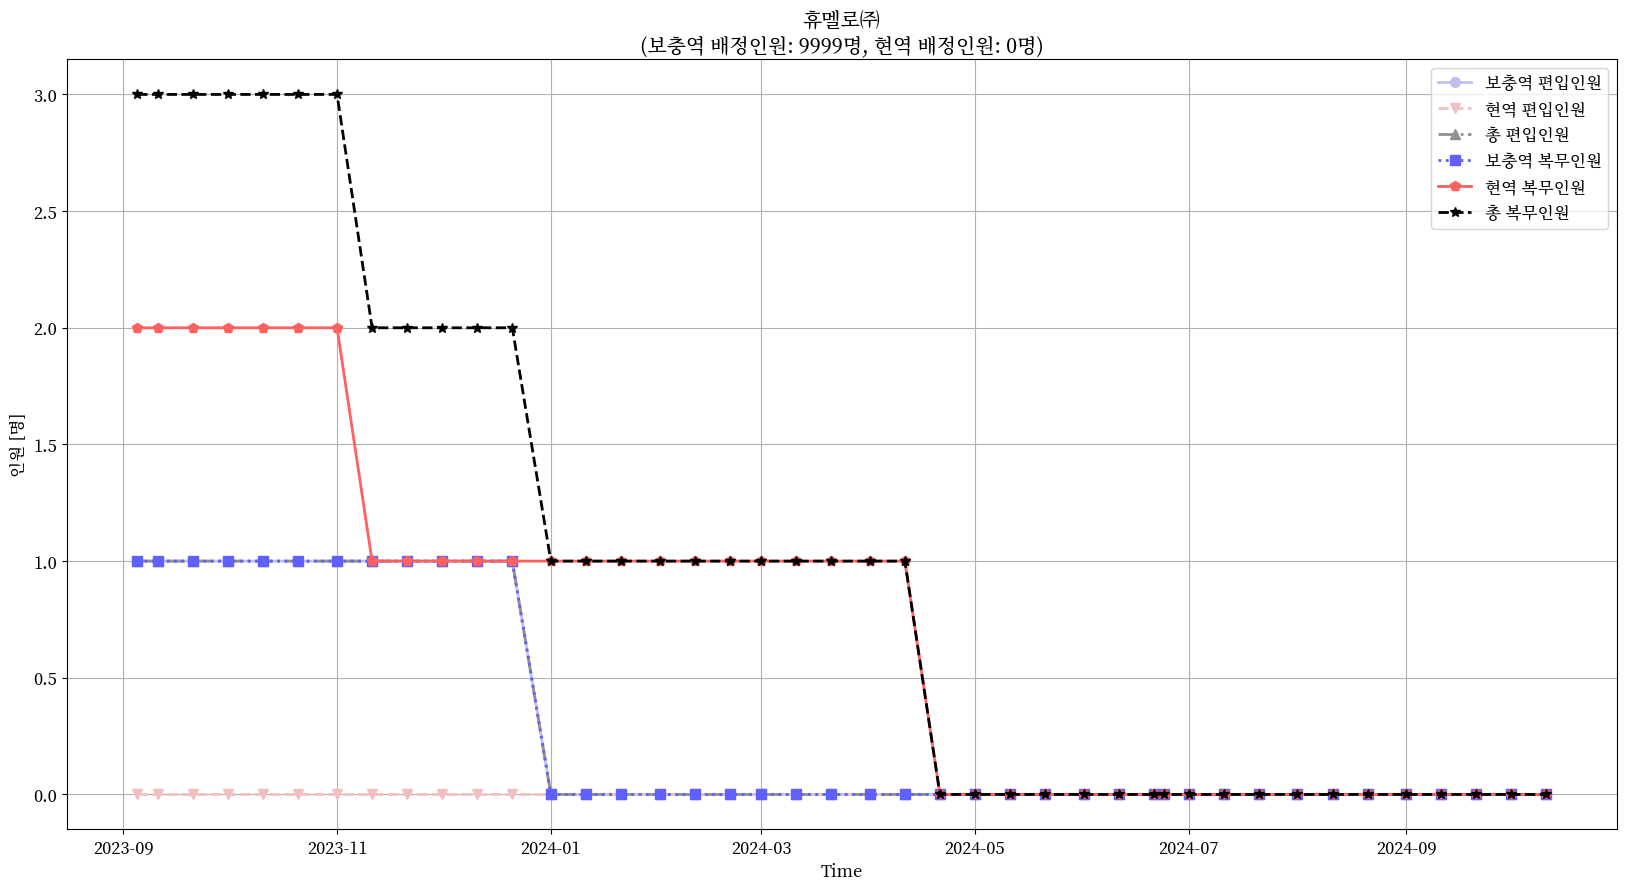 휴멜로㈜
(보충역 배정인원: 9999명, 현역 배정인원: 0명)
보충역 편입인원
현역 편입인원
총 편입인원
보충역 복무인원
현역 복무인원
총 복무인원
인원 [명]
3.0
2.5
2.0
1.5
1.0
0.5
0.0
2023-09
2023-11
2024-01
2024-03
2024-05
2024-07
2024-09
Time